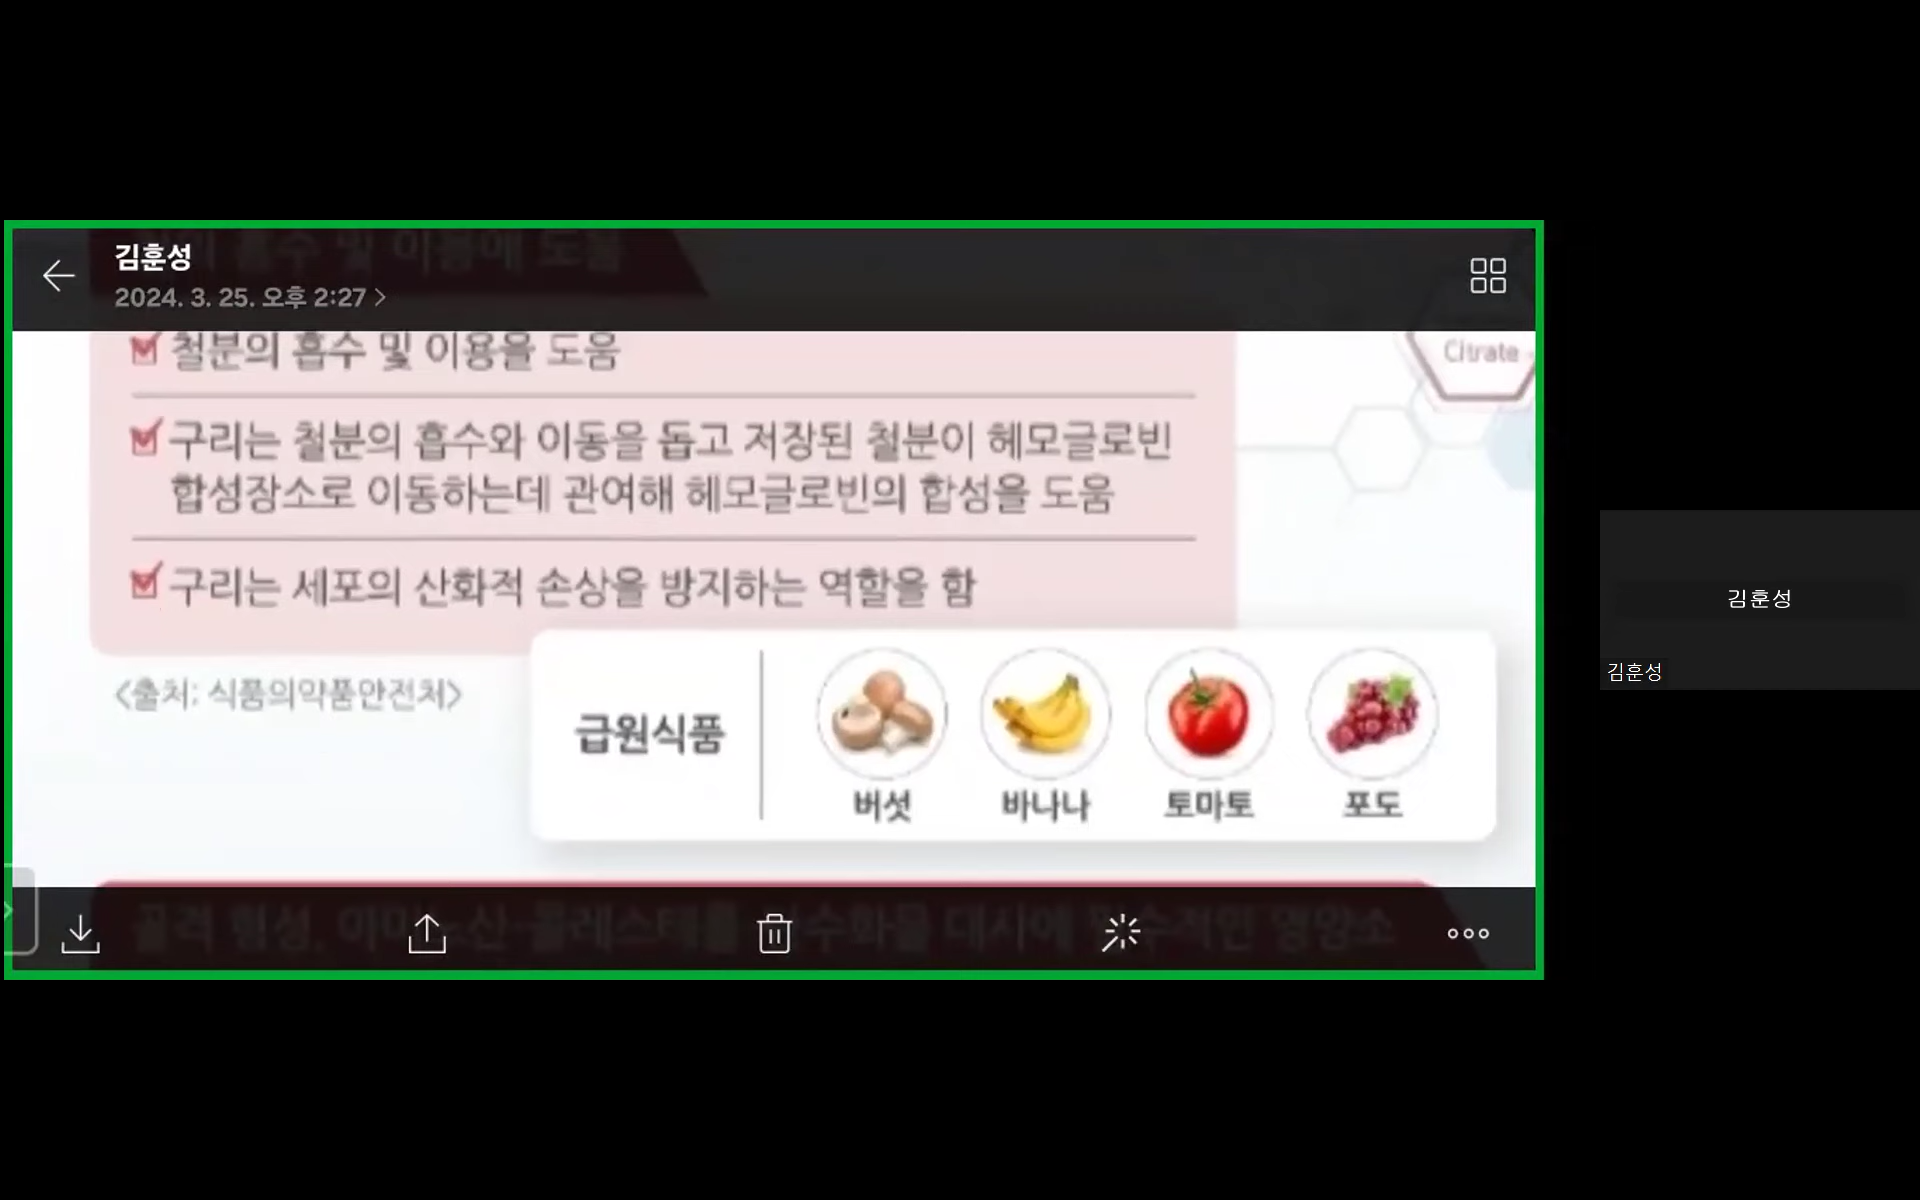 김훈성
2024. 3. 25. 오후 2:27
철분의 흡수 및 이용을 도움
Citrate
구리는 철분의 흡수와 이동을 돕고 저장된 철분이 헤모글로빈
합성장소로 이동하는데 관여해 헤모글로빈의 합성을 도움
구리는 세포의 산화적 손상을 방지하는 역할을 함
<출처: 식품의약품안전처>
급원식품
버섯
바나나
토마토
포도
김훈성
김훈성